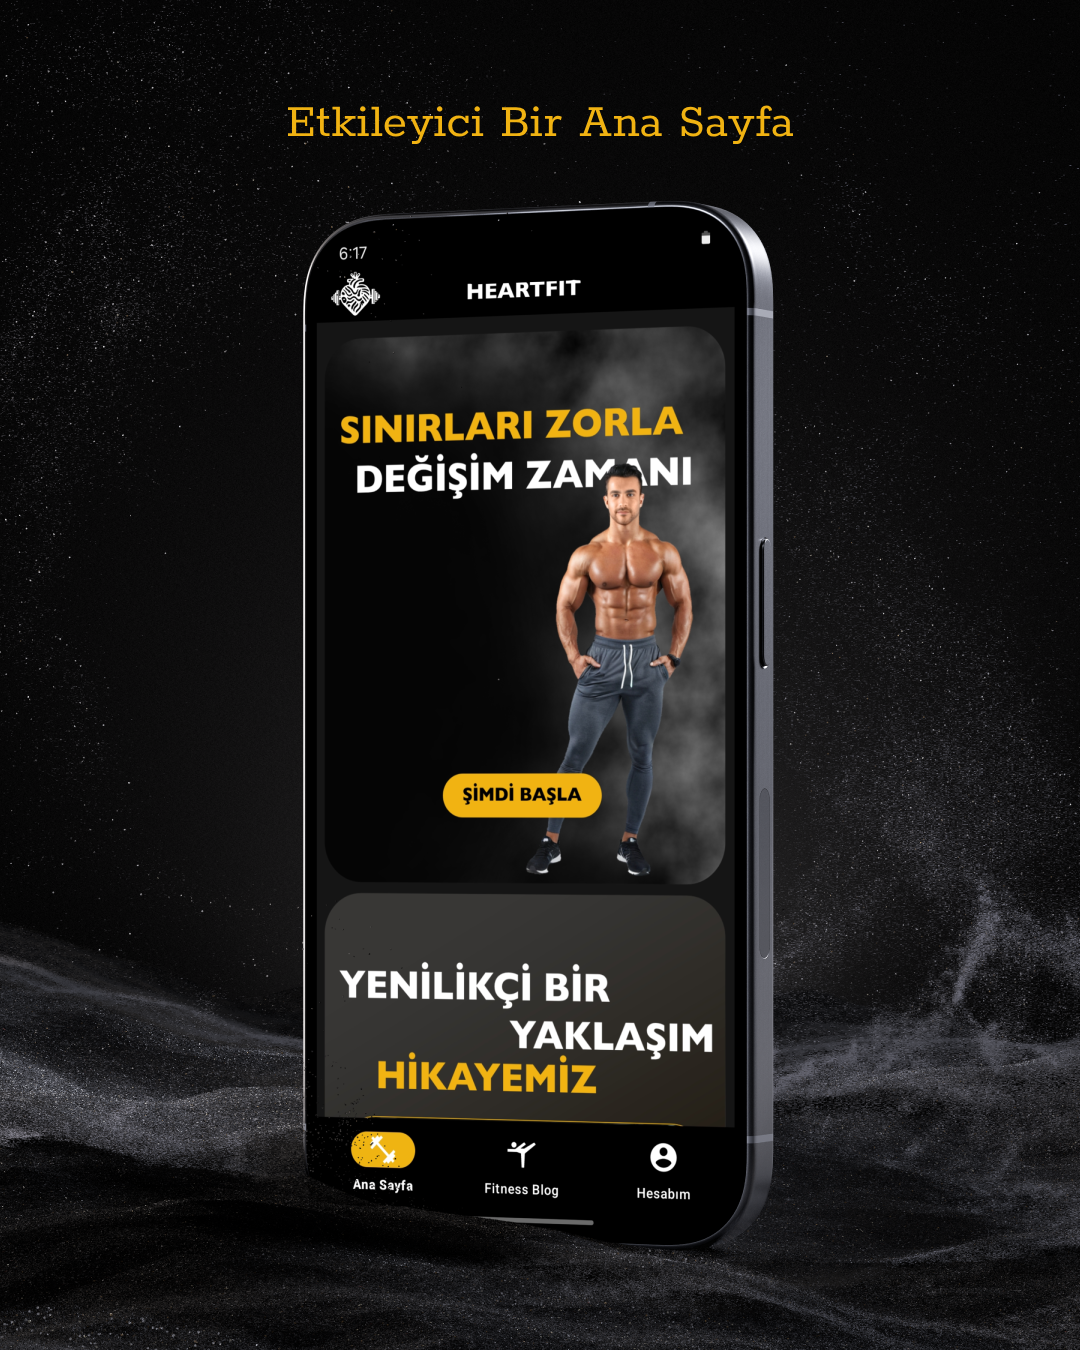 Etkileyici Bir Ana Sayfa
6:17
HEARTFIT
SINIRLARI ZORLA
DEĞİŞİM ZAMANI
ŞİMDİ BAŞLA
YENİLİKÇİ BİR
YAKLAŞIM
HİKAYEMİZ
Ana Sayfa
Fitness Blog
Hesabım